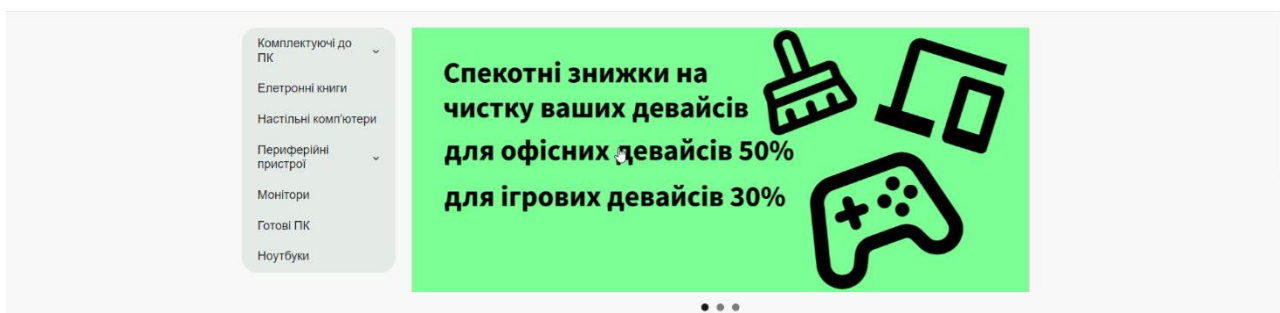 Комплектуючі до
ПК
Елетронні книги
Настільні комп'ютери
Периферійні
пристрої
Монітори
Готові ПК
Ноутбуки
Спекотні знижки на
чистку ваших девайсів
для офісних девайсів 50%
для ігрових девайсів 30%